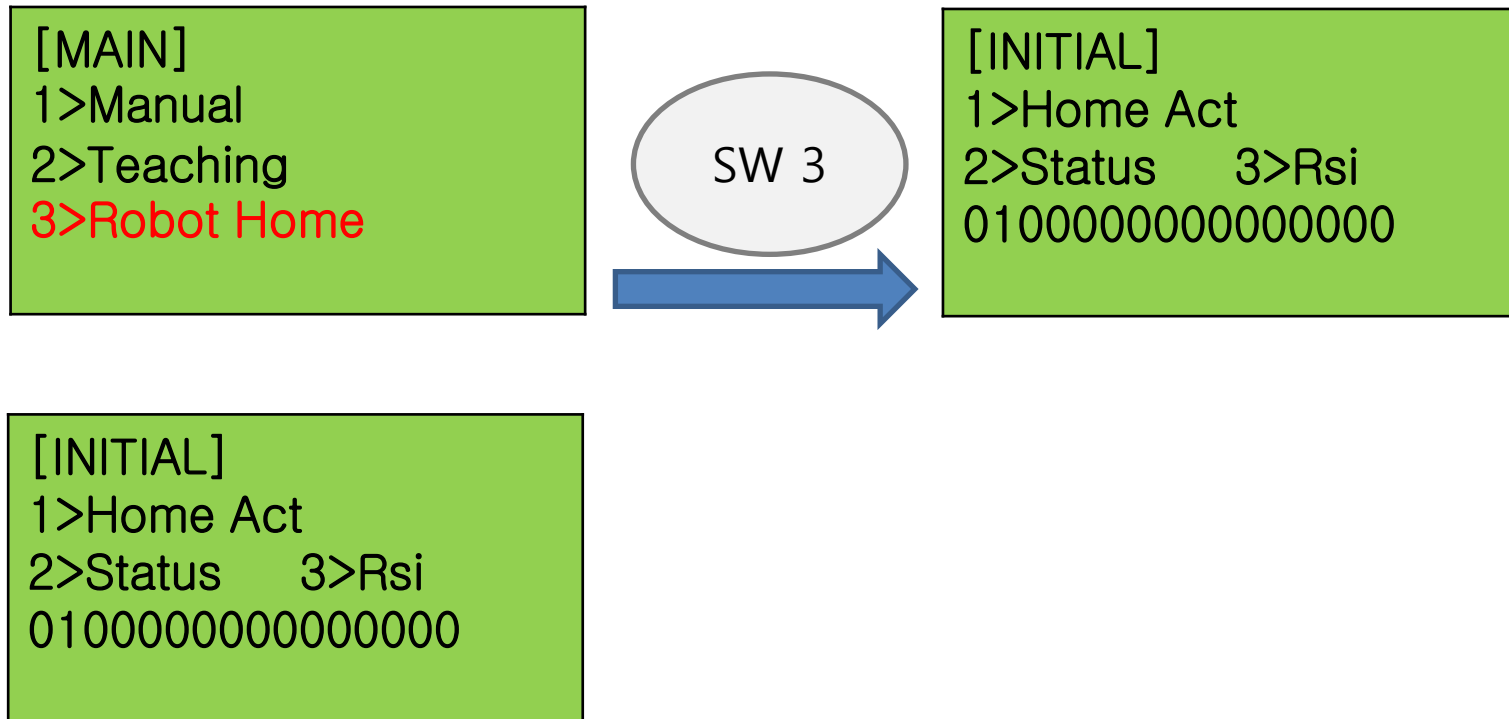 [MAIN]
1>Manual
2>Teaching
3>Robot Home
SW 3
[INITIAL]
1>Home Act
2>Status 3>Rsi
0100000000000000
[INITIAL]
1>Home Act
2>Status 3>Rsi
0100000000000000